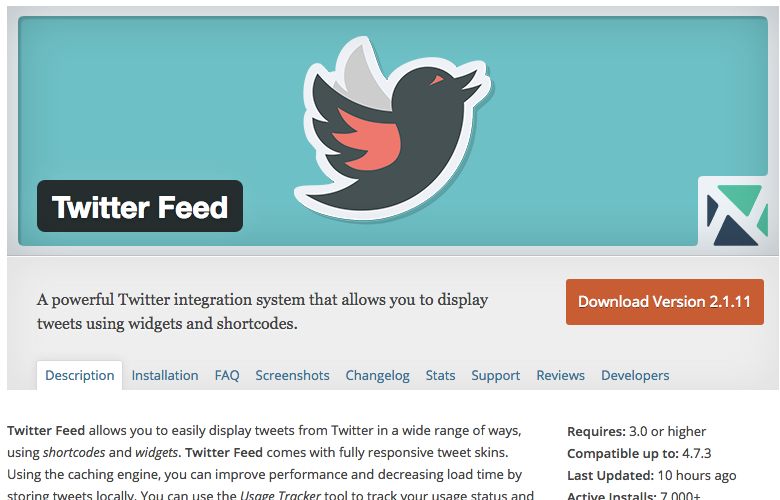 Twitter Feed
A powerful Twitter integration system that allows you to display
tweets using widgets and shortcodes.
Download Version 2.1.11
Description Installation FAQ Screenshots Changelog Stats Support Reviews Developers
Twitter Feed allows you to easily display tweets from Twitter in a wide range of ways,
using shortcodes and widgets. Twitter Feed comes with fully responsive tweet skins.
Using the caching engine, you can improve performance and decreasing load time by
storing tweets locally. You can use the Usage Tracker tool to track your usage status and
Requires: 3.0 or higher
Compatible up to: 4.7.3
Last Updated: 10 hours ago
Active Installs: 7,000+